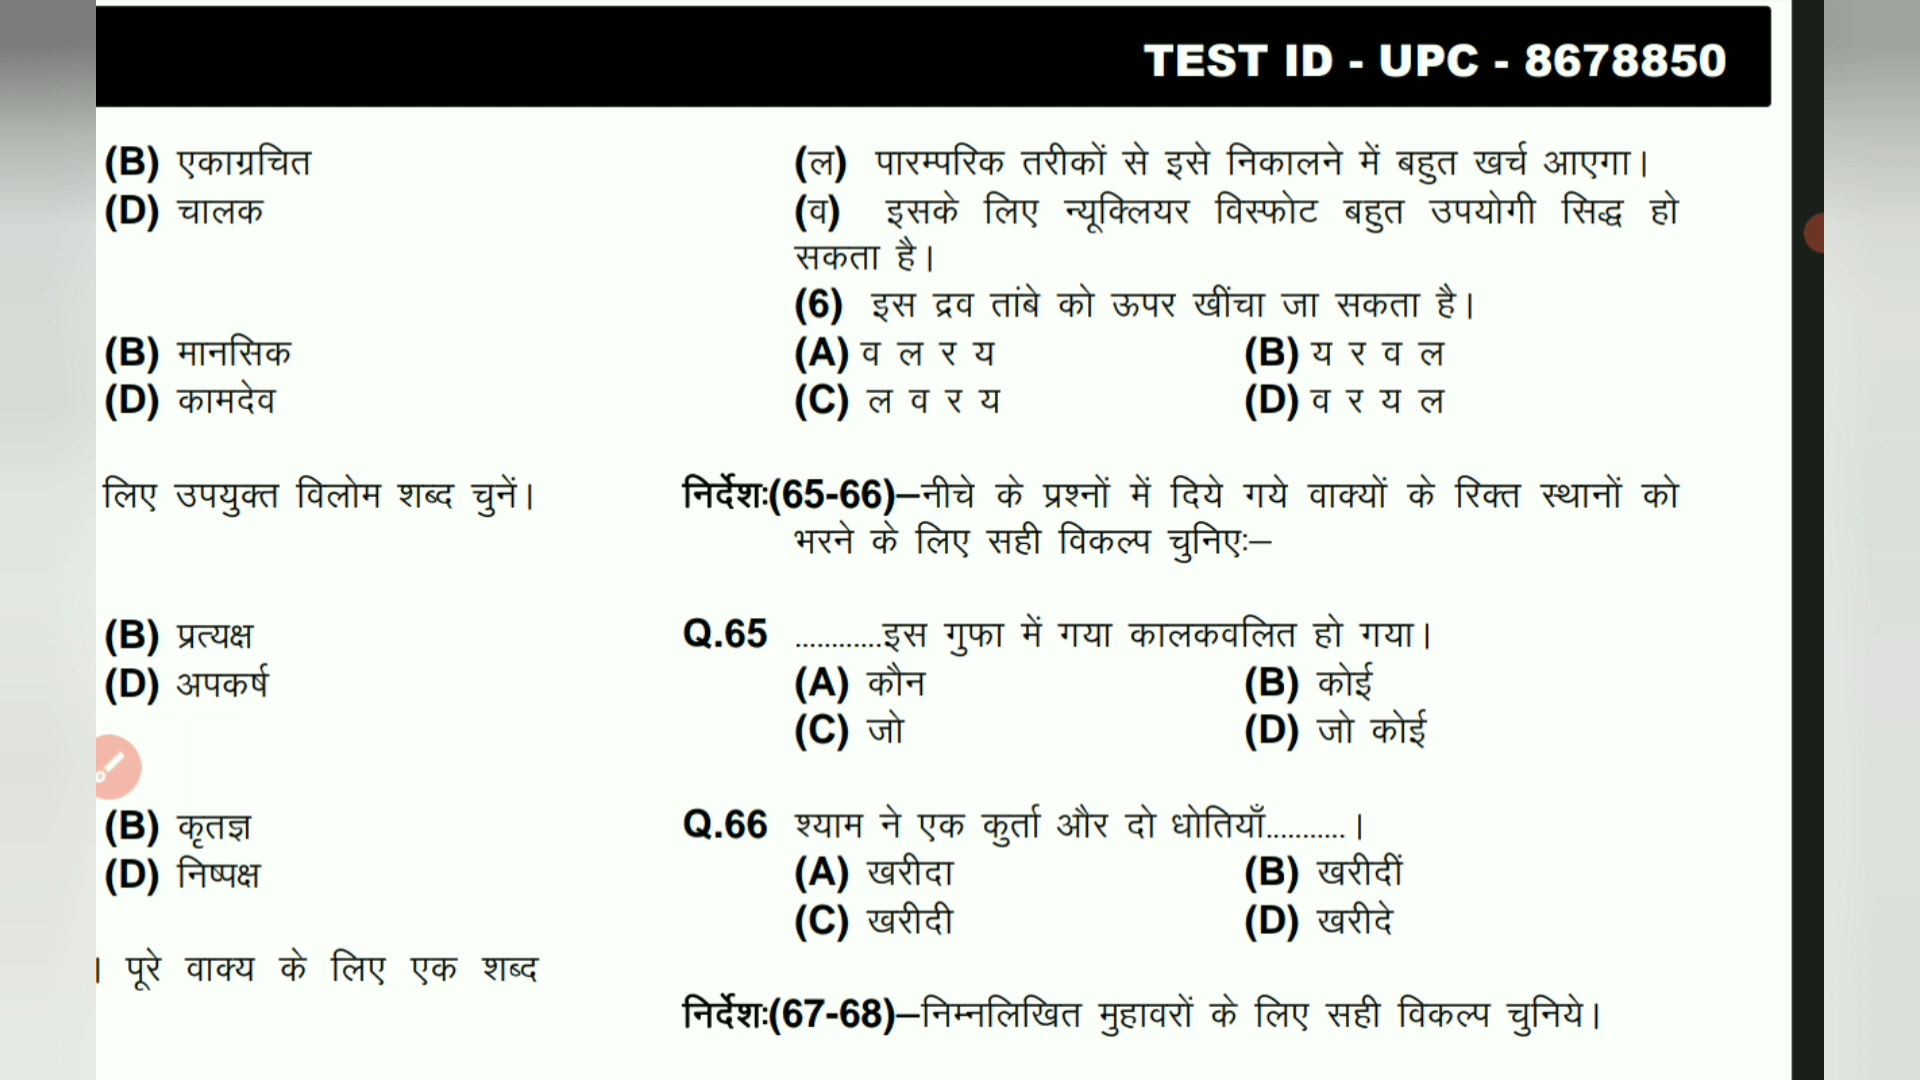 TEST ID - UPC - 8678850
(B) एकाग्रचित
(D) चालक
(B) मानसिक
(D) कामदेव
लिए उपयुक्त विलोम शब्द चुनें।
(B) प्रत्यक्ष
(D) अपकर्ष
(B) कृतज्ञ
(D) निष्पक्ष
। पूरे वाक्य के लिए एक शब्द
(ल) पारम्परिक तरीकों से इसे निकालने में बहुत खर्च आएगा।
(व) इसके लिए न्यूक्लियर विस्फोट बहुत उपयोगी सिद्ध हो
सकता है।
(6) इस द्रव तांबे को ऊपर खींचा जा सकता है।
(A) व ल र य (B) य र व ल
(C) ल व र य (D) व र य ल
निर्देशः(65-66)–नीचे के प्रश्नों में दिये गये वाक्यों के रिक्त स्थानों को
भरने के लिए सही विकल्प चुनिएः–
Q.65 ............इस गुफा में गया कालकवलित हो गया।
(A) कौन (B) कोई
(C) जो (D) जो कोई
Q.66 श्याम ने एक कुर्ता और दो धोतियाँ...........।
(A) खरीदा (B) खरीदीं
(C) खरीदी (D) खरीदे
निर्देशः(67-68)–निम्नलिखित मुहावरों के लिए सही विकल्प चुनिये।